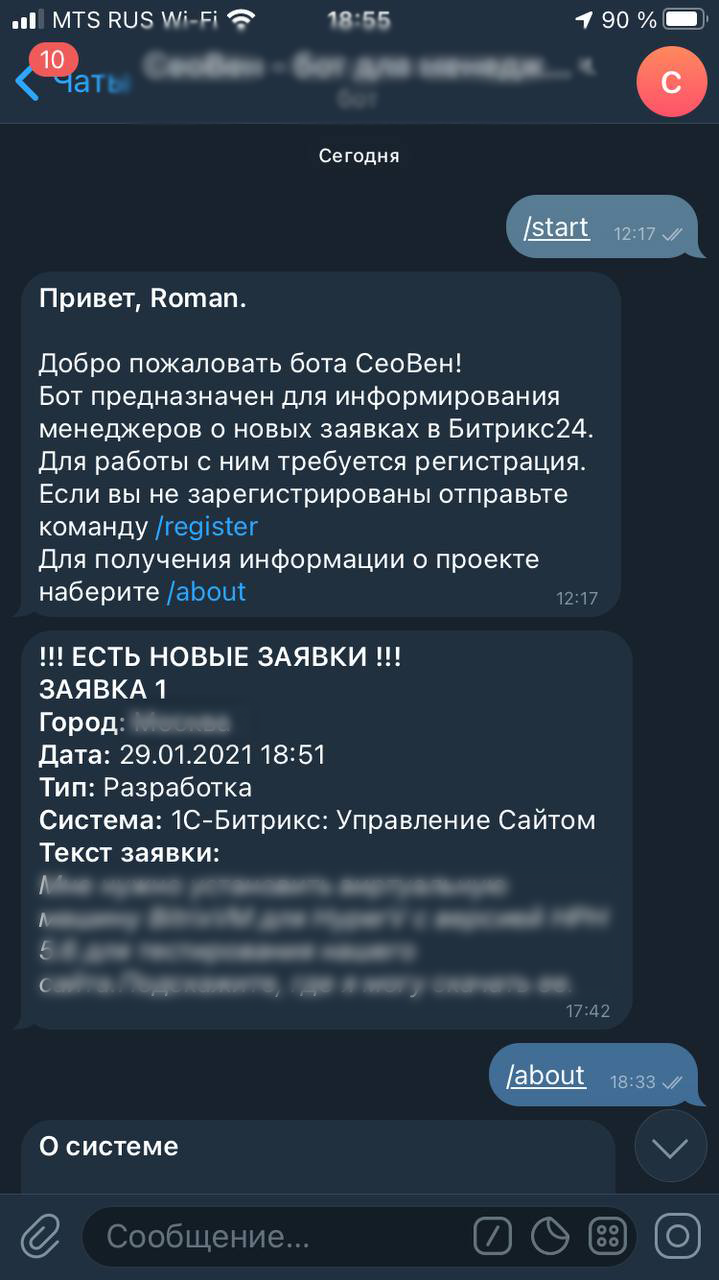 MTS RUS Wi-Fi 18:55 90 %
10
Чаты
СеоВен – бот для менедж...
бот
С
Сегодня
/start 12:17
Привет, Roman.
Добро пожаловать бота СеоВен!
Бот предназначен для информирования
менеджеров о новых заявках в Битрикс24.
Для работы с ним требуется регистрация.
Если вы не зарегистрированы отправьте
команду /register
Для получения информации о проекте
наберите /about
12:17
!!! ЕСТЬ НОВЫЕ ЗАЯВКИ !!!
ЗАЯВКА 1
Город:
Дата: 29.01.2021 18:51
Тип: Разработка
Система: 1С-Битрикс: Управление Сайтом
Текст заявки:
17:42
/about 18:33
О системе
Сообщение...